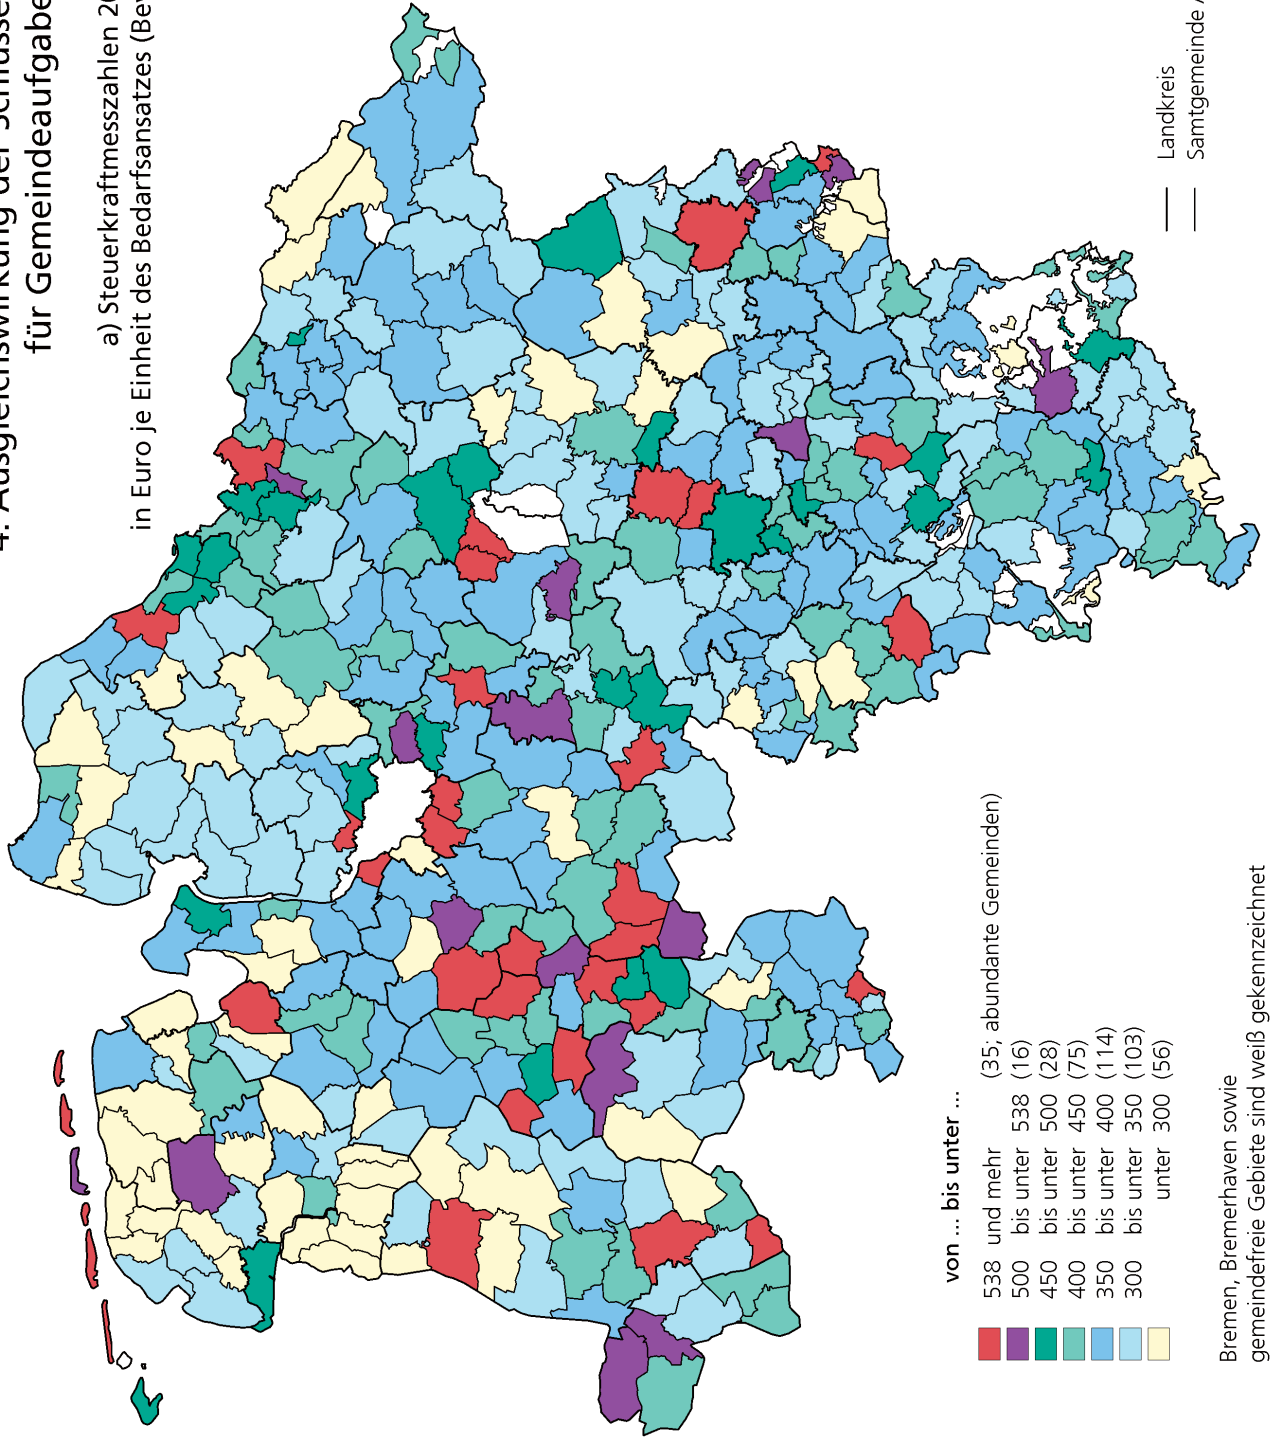 4. Ausgleichswirkung der Schlüsse
für Gemeindeaufgabe
a) Steuerkraftmesszahlen 20
in Euro je Einheit des Bedarfsansatzes (Bev
Landkreis
Samtgemeinde /
von ... bis unter ...
538 und mehr (35; abundante Gemeinden)
500 bis unter 538 (16)
450 bis unter 500 (28)
400 bis unter 450 (75)
350 bis unter 400 (114)
300 bis unter 350 (103)
unter 300 (56)
Bremen, Bremerhaven sowie
gemeindefreie Gebiete sind weiß gekennzeichnet